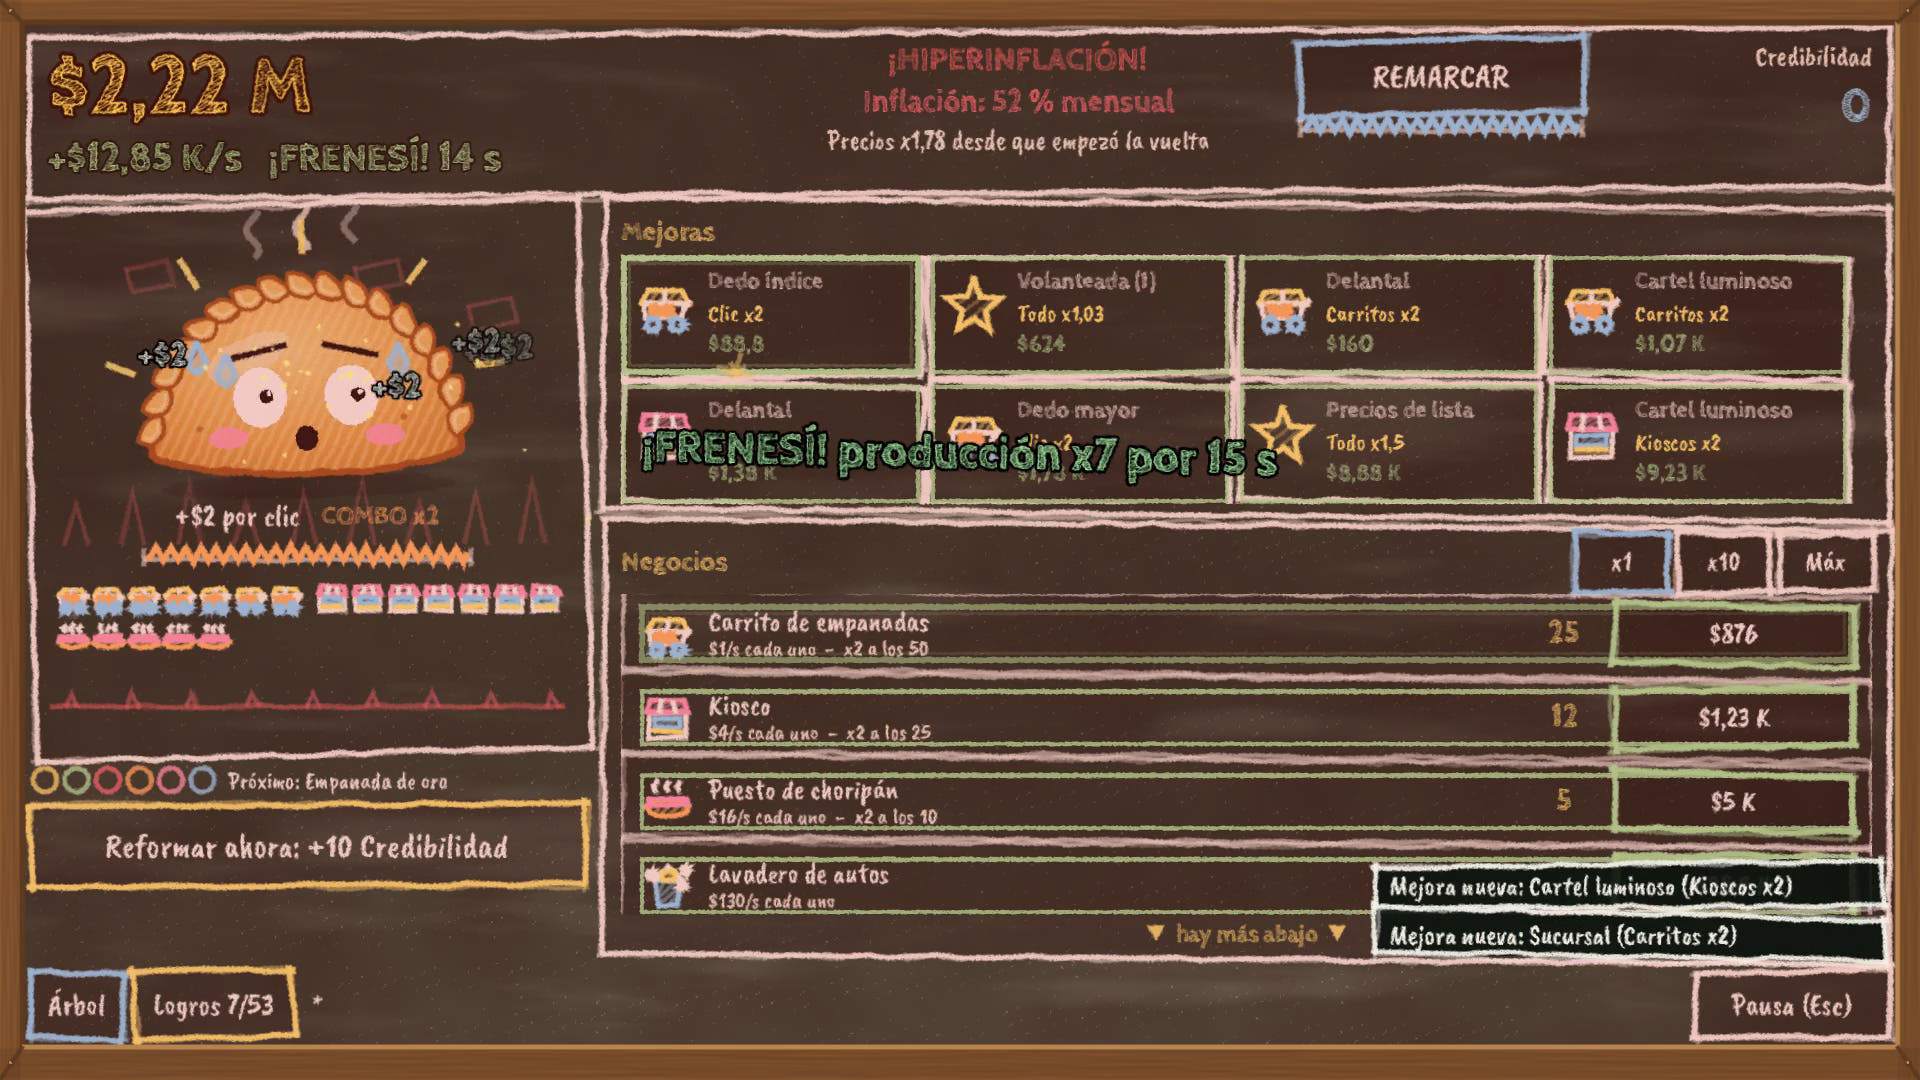 $2,22 M
+$12,85 K/s ¡FRENESÍ! 14 s
¡HIPERINFLACIÓN!
Inflación: 52 % mensual
Precios x1,78 desde que empezó la vuelta
REMARCAR
Credibilidad
0
+$2
+$2
$2
+$2
+$2 por clic COMBO x2
Próximo: Empanada de oro
Reformar ahora: +10 Credibilidad
Árbol
Logros 7/53
*
Mejoras
Dedo índice
Clic x2
$88,8
Volanteada (1)
Todo x1,03
$624
Delantal
Carritos x2
$160
Cartel luminoso
Carritos x2
$1,07 K
Delantal
$1,38 K
Dedo mayor
Precios de lista
Todo x1,5
$8,88 K
Cartel luminoso
Kioscos x2
$9,23 K
¡FRENESÍ! producción x7 por 15 s
Negocios
x1
x10
Máx
Carrito de empanadas
$1/s cada uno – x2 a los 50
25
$876
Kiosco
$4/s cada uno – x2 a los 25
12
$1,23 K
Puesto de choripán
$16/s cada uno – x2 a los 10
5
$5 K
Lavadero de autos
$130/s cada uno
▼ hay más abajo ▼
Mejora nueva: Cartel luminoso (Kioscos x2)
Mejora nueva: Sucursal (Carritos x2)
Pausa (Esc)